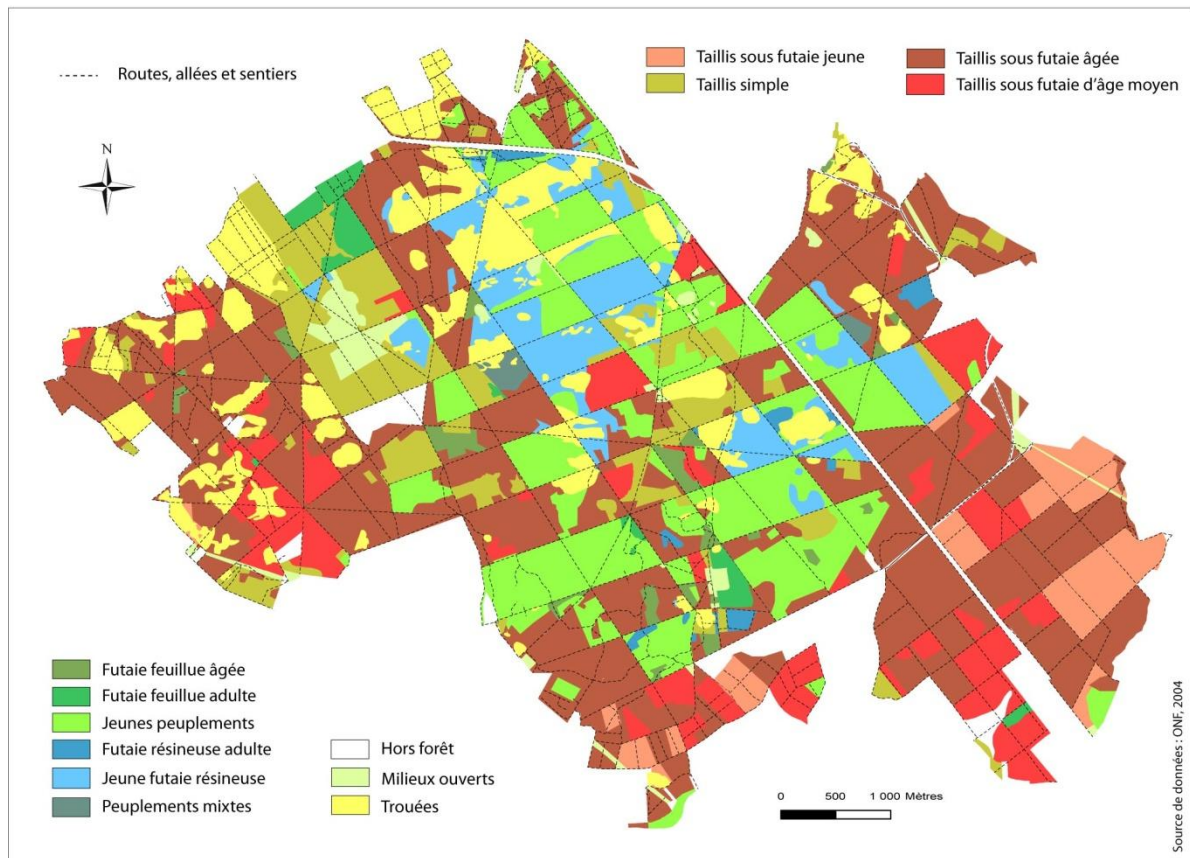 Routes, allées et sentiers
Taillis sous futaie jeune
Taillis simple
Taillis sous futaie âgée
Taillis sous futaie d'âge moyen
N
Futaie feuillue âgée
Futaie feuillue adulte
Jeunes peuplements
Futaie résineuse adulte
Jeune futaie résineuse
Peuplements mixtes
Hors forêt
Milieux ouverts
Trouées
0 500 1 000 Mètres
Source de données : ONF, 2004